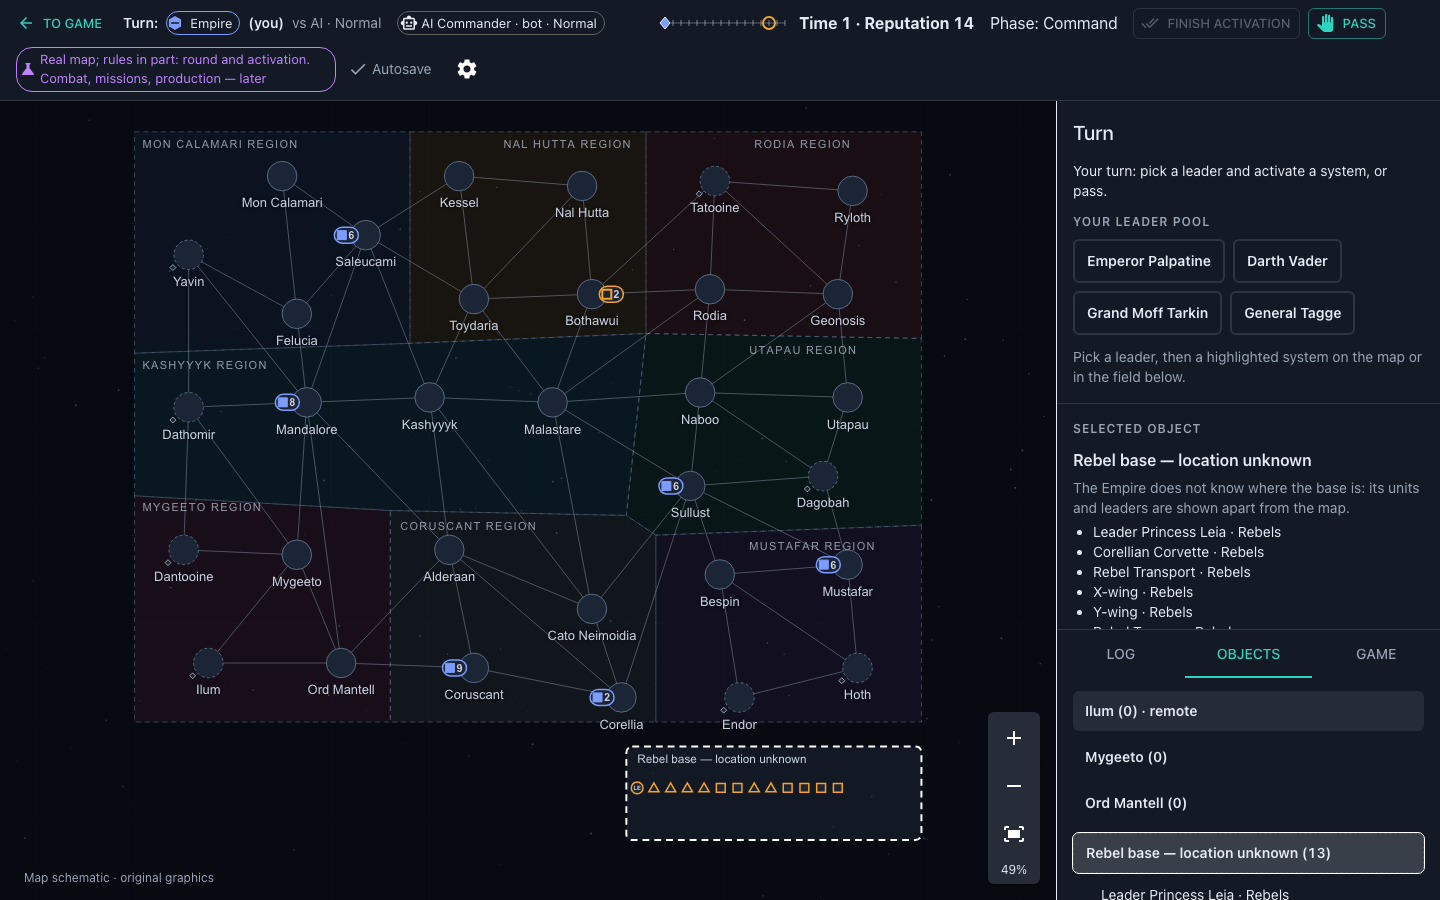 TO GAME
Turn: Empire (you) vs AI · Normal
AI Commander · bot · Normal
Time 1 · Reputation 14
Phase: Command
FINISH ACTIVATION
PASS
Real map; rules in part: round and activation.
Combat, missions, production — later
Autosave
MON CALAMARI REGION
NAL HUTTA REGION
RODIA REGION
Mon Calamari
Kessel
Nal Hutta
Tatooine
Ryloth
6
Saleucami
Yavin
Felucia
Toydaria
2
Bothawui
Rodia
Geonosis
KASHYYYK REGION
UTAPAU REGION
Dathomir
8
Mandalore
Kashyyyk
Malastare
Naboo
Utapau
6
Sullust
Dagobah
MYGEETO REGION
CORUSCANT REGION
MUSTAFAR REGION
Dantooine
Mygeeto
Alderaan
Bespin
6
Mustafar
Cato Neimoidia
Ilum
Ord Mantell
9
Coruscant
2
Corellia
Endor
Hoth
Rebel base — location unknown
LE
49%
Map schematic · original graphics
Turn
Your turn: pick a leader and activate a system, or
pass.
YOUR LEADER POOL
Emperor Palpatine
Darth Vader
Grand Moff Tarkin
General Tagge
Pick a leader, then a highlighted system on the map or
in the field below.
SELECTED OBJECT
Rebel base — location unknown
The Empire does not know where the base is: its units
and leaders are shown apart from the map.
Leader Princess Leia · Rebels
Corellian Corvette · Rebels
Rebel Transport · Rebels
X-wing · Rebels
Y-wing · Rebels
LOG
OBJECTS
GAME
Ilum (0) · remote
Mygeeto (0)
Ord Mantell (0)
Rebel base — location unknown (13)
Leader Princess Leia · Rebels